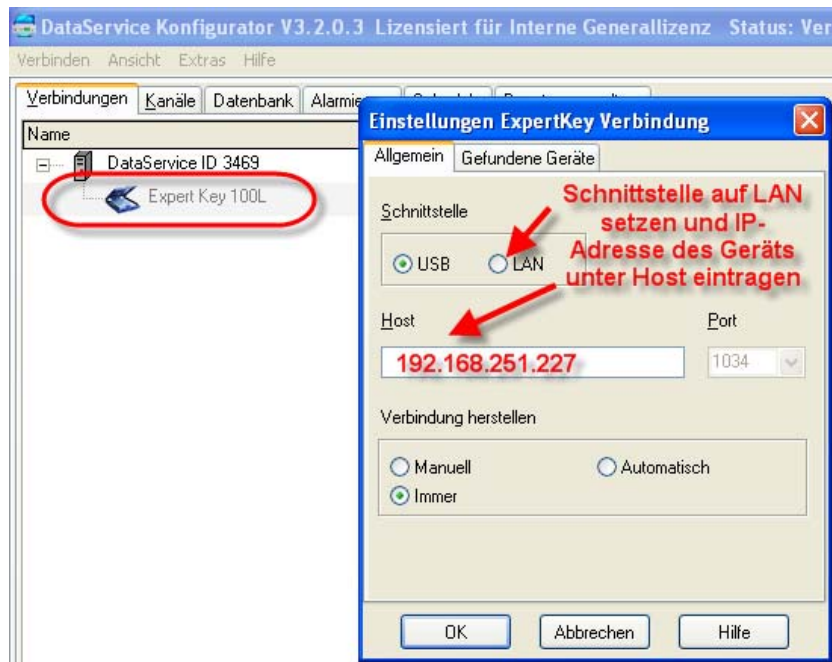 DataService Konfigurator V3.2.0.3 Lizensiert für Interne Generallizenz Status: Ver
Verbinden Ansicht Extras Hilfe
Verbindungen Kanäle Datenbank
Name
DataService ID 3469
Expert Key 100L
Einstellungen ExpertKey Verbindung
Allgemein Gefundene Geräte
Schnittstelle
USB LAN
Schnittstelle auf LAN
setzen und IP-
Adresse des Geräts
unter Host eintragen
Host Port
192.168.251.227 1034
Verbindung herstellen
Manuell Automatisch
Immer
OK Abbrechen Hilfe